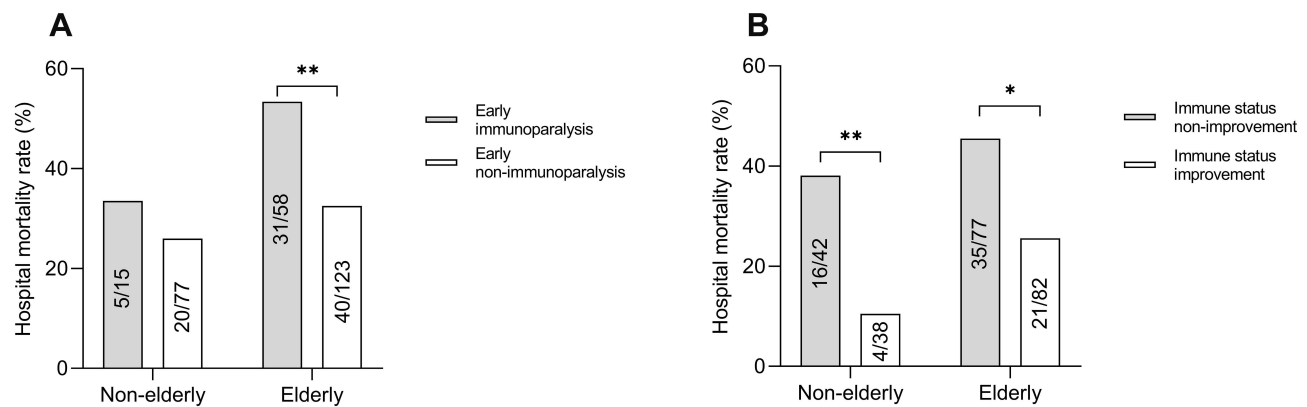 A
Hospital mortality rate (%)
60
40
20
0
**
5/15
20/77
31/58
40/123
Non-elderly
Elderly
Early
immunoparalysis
Early
non-immunoparalysis
B
Hospital mortality rate (%)
60
40
20
0
**
*
16/42
4/38
35/77
21/82
Non-elderly
Elderly
Immune status
non-improvement
Immune status
improvement